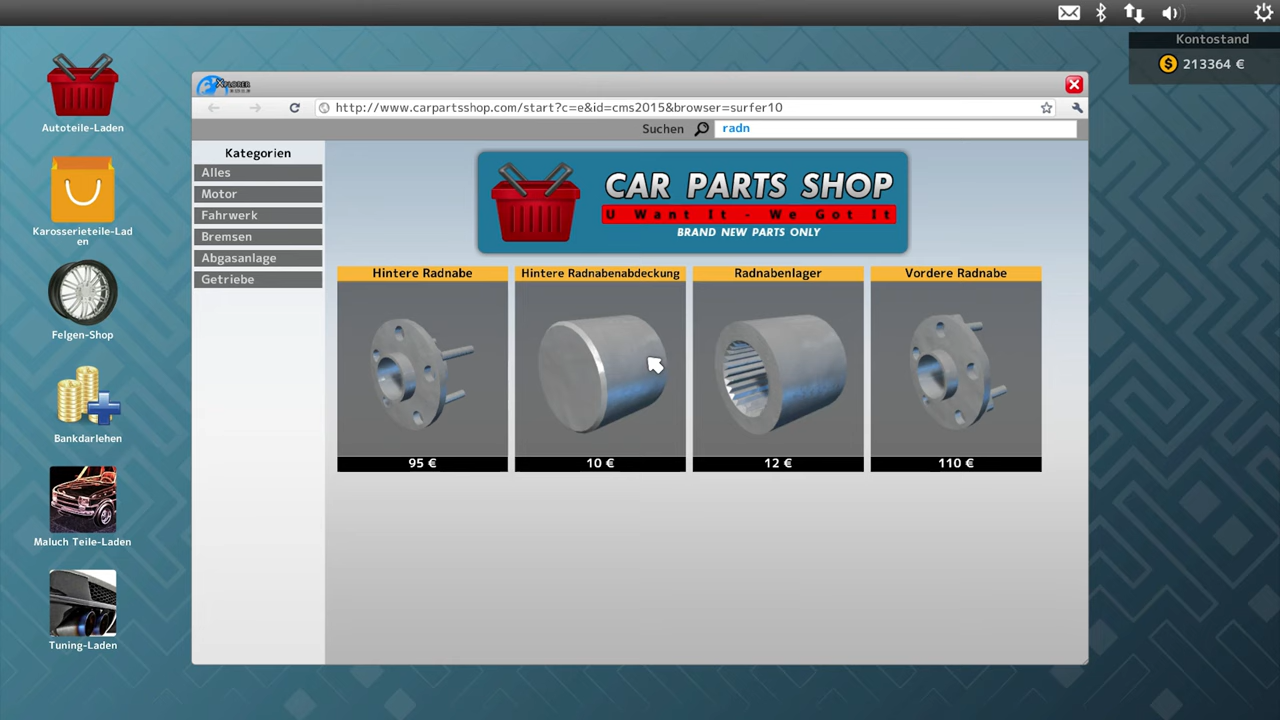 Kontostand
213364 €
Autoteile-Laden
Karosserieteile-Lad
en
Felgen-Shop
Bankdarlehen
Maluch Teile-Laden
Tuning-Laden
XPLORER
http://www.carpartsshop.com/start?c=e&id=cms2015&browser=surfer10
Suchen radn
Kategorien
Alles
Motor
Fahrwerk
Bremsen
Abgasanlage
Getriebe
CAR PARTS SHOP
U Want It - We Got It
BRAND NEW PARTS ONLY
Hintere Radnabe
95 €
Hintere Radnabenabdeckung
10 €
Radnabenlager
12 €
Vordere Radnabe
110 €